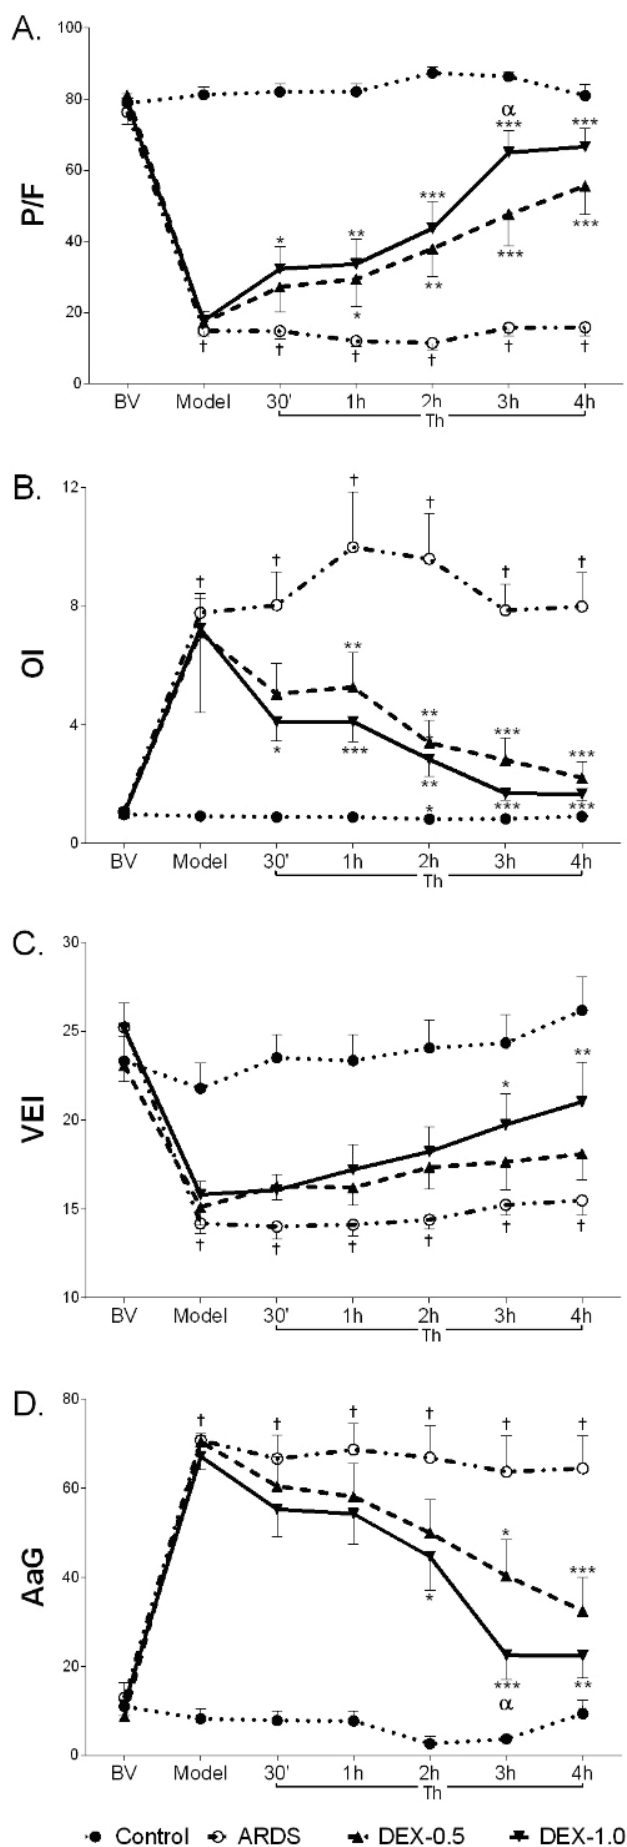 A.
100
α
***
***
80
60
***
* **
P/F
40
***
***
**
*
20
† † † † † †
0
BV Model 30' 1h 2h 3h 4h
Th
B.
12
† †
†
† † †
8
**
OI
**
*** ***
4
* ***
**
* *** ***
0
BV Model 30' 1h 2h 3h 4h
Th
C.
30
25
**
*
VEI
20
15
† † † † † †
10
BV Model 30' 1h 2h 3h 4h
Th
D.
80
† † † † † †
60
*
AaG
***
40
*
20
*** **
α
0
BV Model 30' 1h 2h 3h 4h
Th
Control ARDS DEX-0.5 DEX-1.0